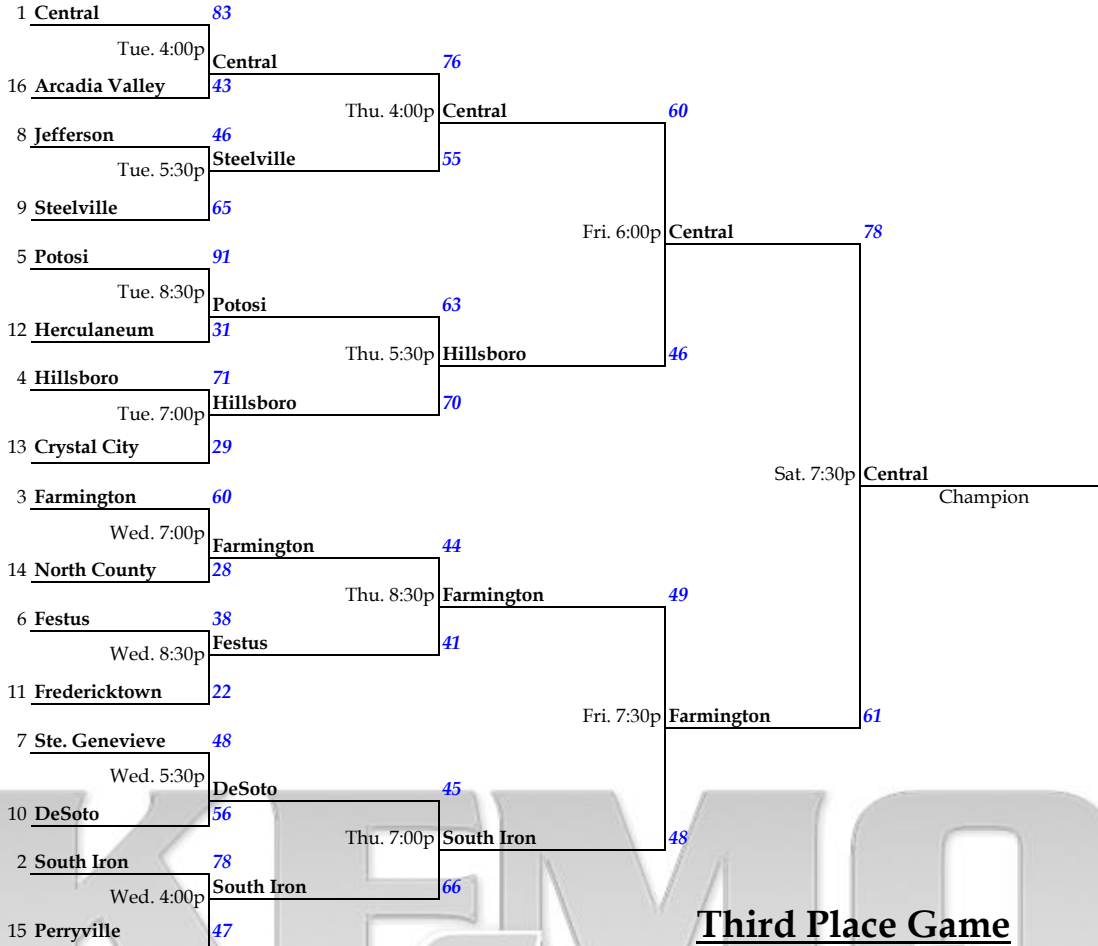 1 Central 83
Tue. 4:00p
Central 76
16 Arcadia Valley 43
Thu. 4:00p Central 60
8 Jefferson 46
Tue. 5:30p
Steelville 55
9 Steelville 65
Fri. 6:00p Central 78
5 Potosi 91
Tue. 8:30p
Potosi 63
12 Herculaneum 31
Thu. 5:30p Hillsboro 46
4 Hillsboro 71
Tue. 7:00p
Hillsboro 70
13 Crystal City 29
Sat. 7:30p Central
Champion
3 Farmington 60
Wed. 7:00p
Farmington 44
14 North County 28
Thu. 8:30p Farmington 49
6 Festus 38
Wed. 8:30p
Festus 41
11 Fredericktown 22
Fri. 7:30p Farmington 61
7 Ste. Genevieve 48
Wed. 5:30p
DeSoto 45
10 DeSoto 56
Thu. 7:00p South Iron 48
2 South Iron 78
Wed. 4:00p
South Iron 66
15 Perryville 47
Third Place Game